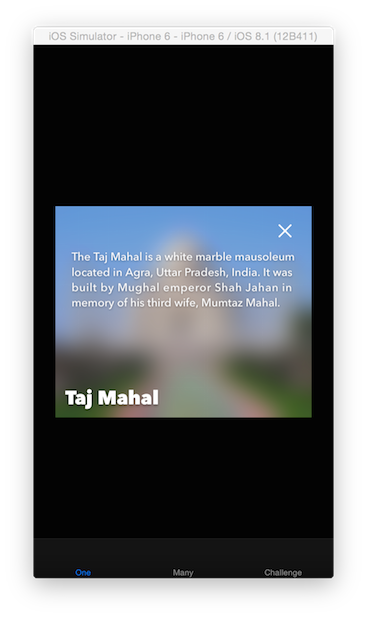 iOS Simulator - iPhone 6 - iPhone 6 / iOS 8.1 (12B411)
The Taj Mahal is a white marble mausoleum
located in Agra, Uttar Pradesh, India. It was
built by Mughal emperor Shah Jahan in
memory of his third wife, Mumtaz Mahal.
Taj Mahal
One Many Challenge